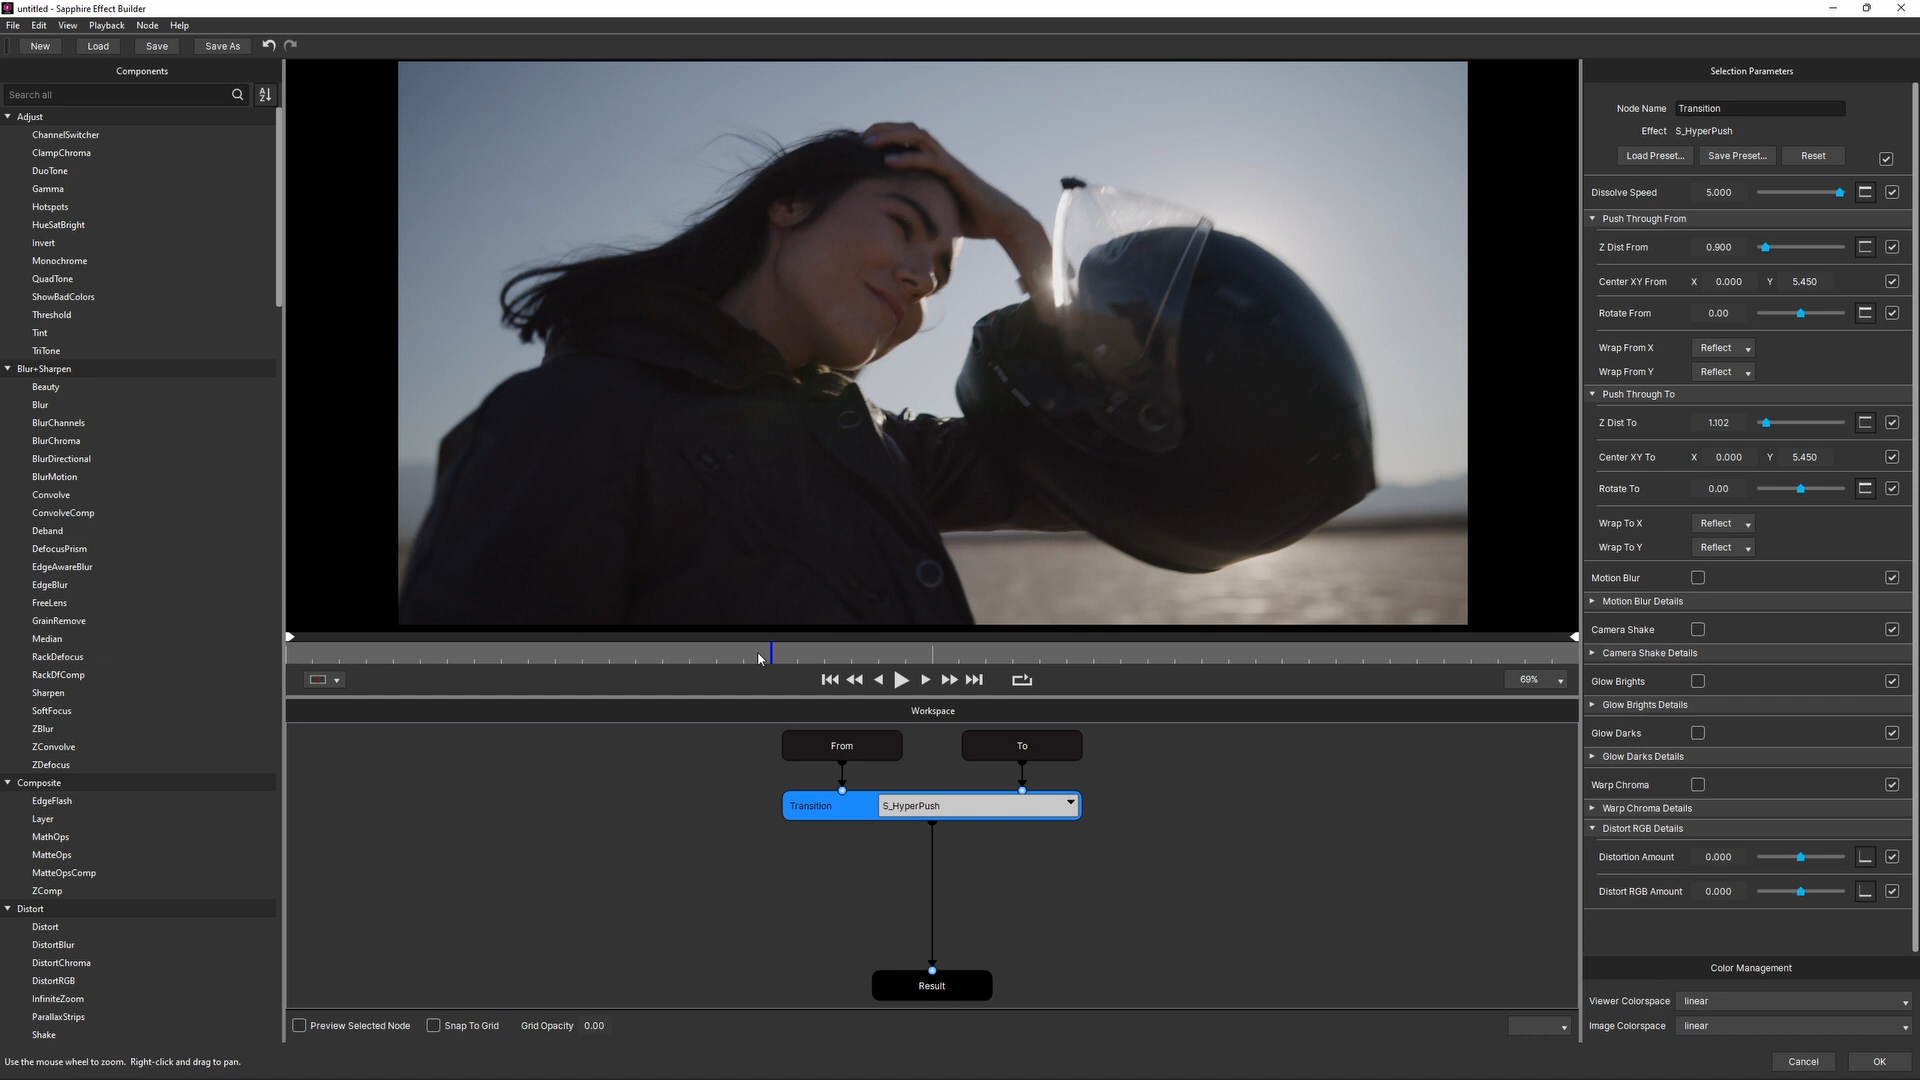 untitled - Sapphire Effect Builder
File Edit View Playback Node Help
New Load Save Save As
Components
Search all
Adjust
ChannelSwitcher
ClampChroma
DuoTone
Gamma
Hotspots
HueSatBright
Invert
Monochrome
QuadTone
ShowBadColors
Threshold
Tint
TriTone
Blur+Sharpen
Beauty
Blur
BlurChannels
BlurChroma
BlurDirectional
BlurMotion
Convolve
ConvolveComp
Deband
DefocusPrism
EdgeAwareBlur
EdgeBlur
FreeLens
GrainRemove
Median
RackDefocus
RackDfComp
Sharpen
SoftFocus
ZBlur
ZConvolve
ZDefocus
Composite
EdgeFlash
Layer
MathOps
MatteOps
MatteOpsComp
ZComp
Distort
Distort
DistortBlur
DistortChroma
DistortRGB
InfiniteZoom
ParallaxStrips
Shake
69%
Workspace
From To
Transition S_HyperPush
Result
Preview Selected Node Snap To Grid Grid Opacity 0.00
Selection Parameters
Node Name Transition
Effect S_HyperPush
Load Preset... Save Preset... Reset
Dissolve Speed 5.000
Push Through From
Z Dist From 0.900
Center XY From X 0.000 Y 5.450
Rotate From 0.00
Wrap From X Reflect
Wrap From Y Reflect
Push Through To
Z Dist To 1.102
Center XY To X 0.000 Y 5.450
Rotate To 0.00
Wrap To X Reflect
Wrap To Y Reflect
Motion Blur
Motion Blur Details
Camera Shake
Camera Shake Details
Glow Brights
Glow Brights Details
Glow Darks
Glow Darks Details
Warp Chroma
Warp Chroma Details
Distort RGB Details
Distortion Amount 0.000
Distort RGB Amount 0.000
Color Management
Viewer Colorspace linear
Image Colorspace linear
Use the mouse wheel to zoom. Right-click and drag to pan.
Cancel OK